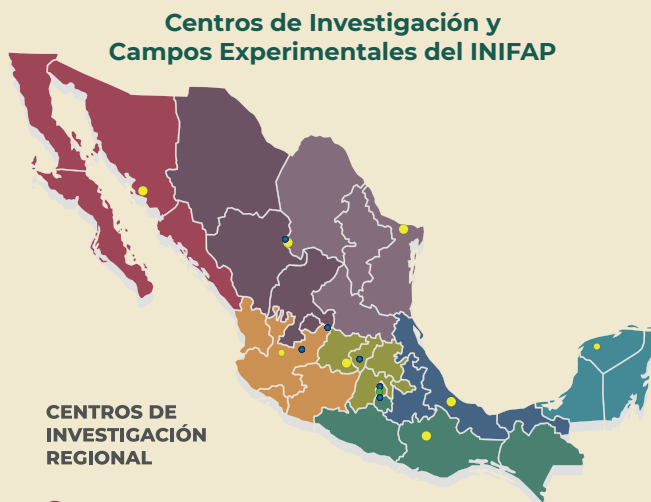 Centros de Investigación y
Campos Experimentales del INIFAP
CENTROS DE
INVESTIGACIÓN
REGIONAL